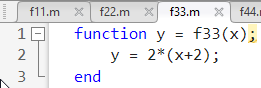 f11.m × f22.m × f33.m × f44.m
1 function y = f33(x);
2 y = 2*(x+2);
3 end